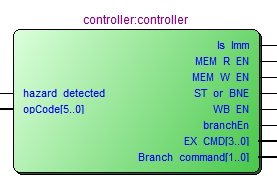 controller:controller
Is Imm
MEM R EN
MEM W EN
hazard detected
ST or BNE
opCode[5..0]
WB EN
branchEn
EX CMD[3..0]
Branch command[1..0]